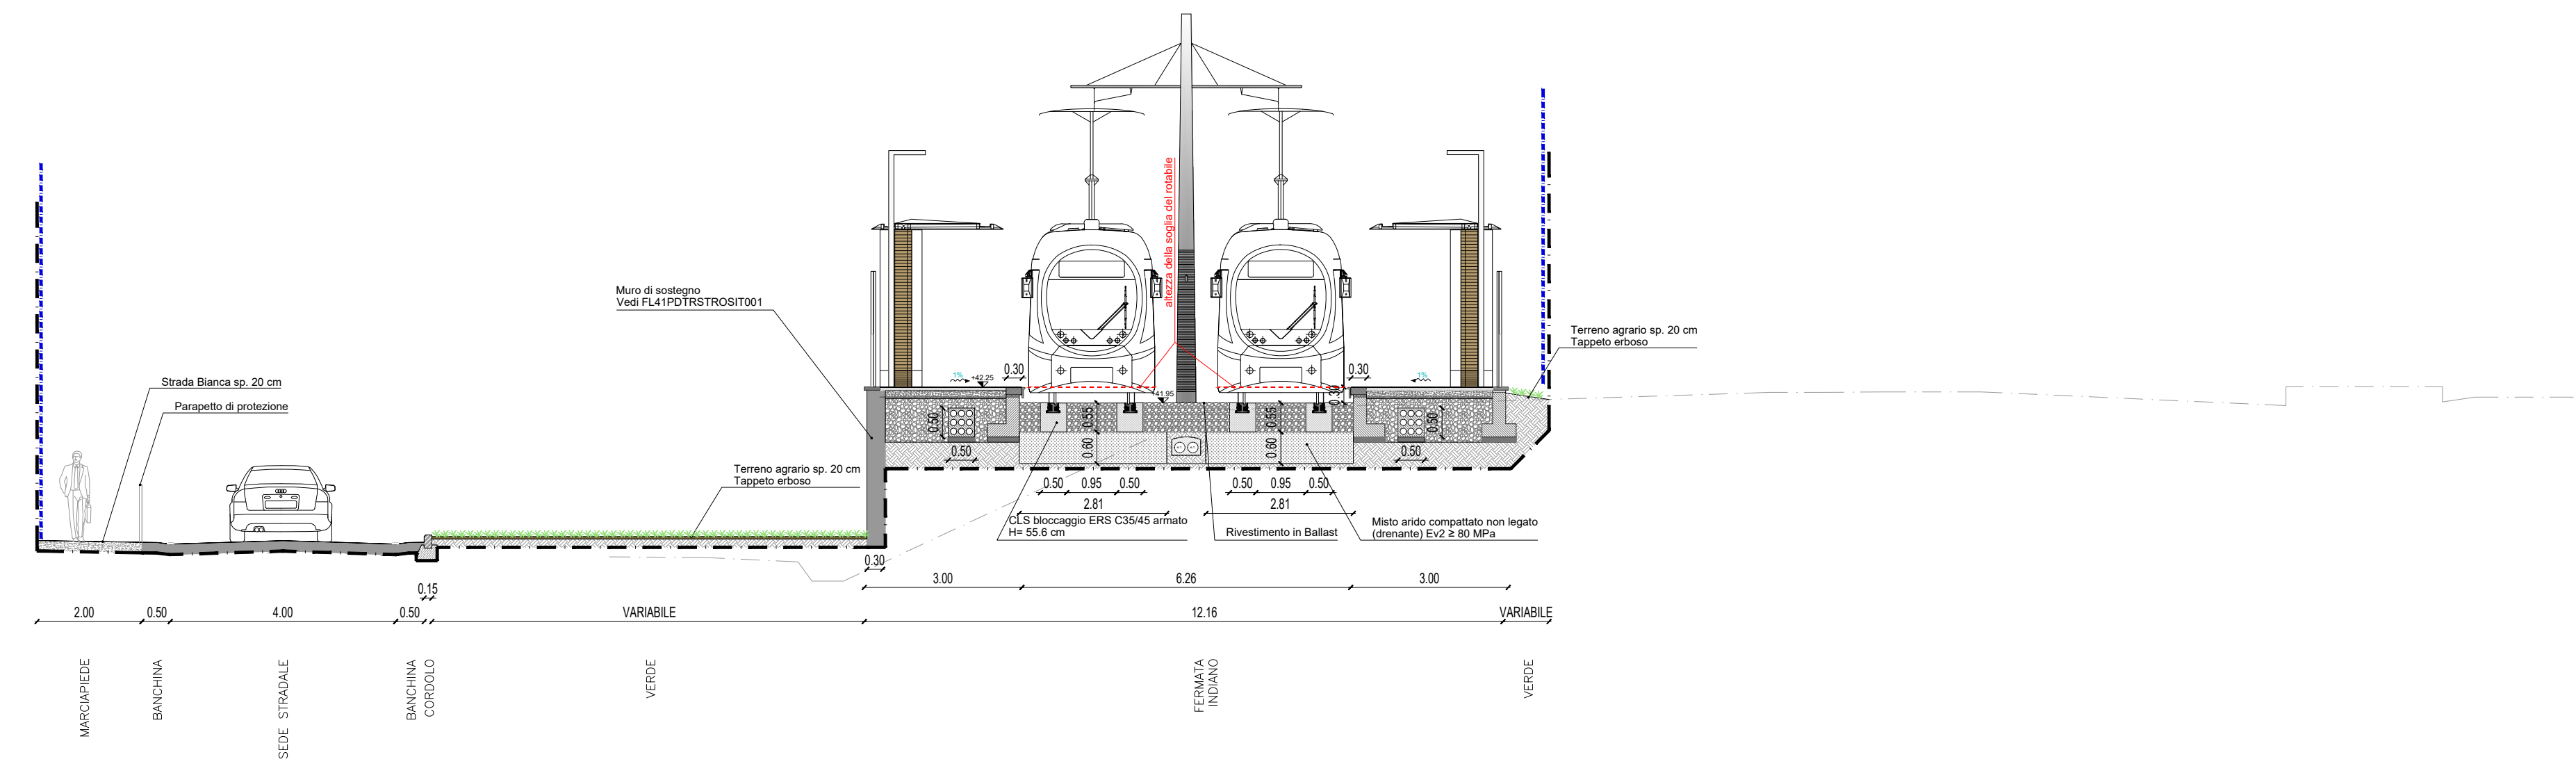 altezza della soglia del rotabile
Muro di sostegno
Vedi FL41PDTRSTROSIT001
Terreno agrario sp. 20 cm
Tappeto erboso
Strada Bianca sp. 20 cm
Parapetto di protezione
1%
+42.25
0.30
+41.95
0.30
0.30
1%
0.50
0.55
0.55
0.50
0.50
0.60
0.60
0.50
Terreno agrario sp. 20 cm
Tappeto erboso
0.50 0.95 0.50
0.50 0.95 0.50
2.81
2.81
CLS bloccaggio ERS C35/45 armato
H= 55.6 cm
Rivestimento in Ballast
Misto arido compattato non legato
(drenante) Ev2 ≥ 80 MPa
0.30
3.00
6.26
3.00
0.15
2.00
0.50
4.00
0.50
VARIABILE
12.16
VARIABILE
MARCIAPIEDE
BANCHINA
SEDE STRADALE
BANCHINA
CORDOLO
VERDE
FERMATA
INDIANO
VERDE